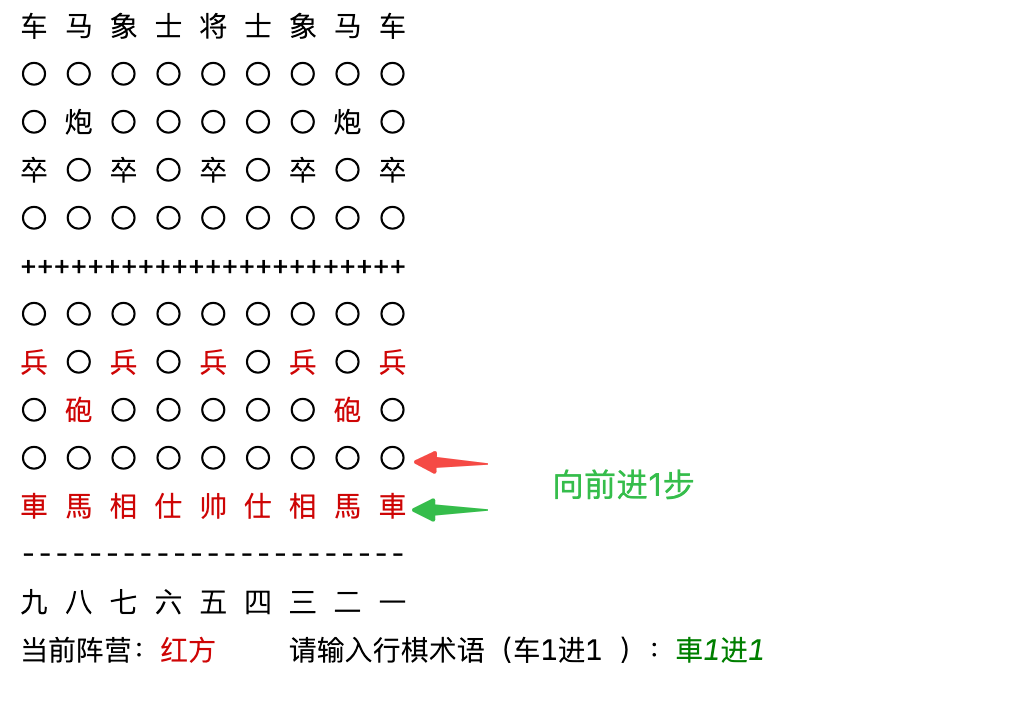 车 马 象 士 将 士 象 马 车
〇 〇 〇 〇 〇 〇 〇 〇 〇
〇 炮 〇 〇 〇 〇 〇 炮 〇
卒 〇 卒 〇 卒 〇 卒 〇 卒
〇 〇 〇 〇 〇 〇 〇 〇 〇
+++++++++++++++++++++++
〇 〇 〇 〇 〇 〇 〇 〇 〇
兵 〇 兵 〇 兵 〇 兵 〇 兵
〇 砲 〇 〇 〇 〇 〇 砲 〇
〇 〇 〇 〇 〇 〇 〇 〇 〇
向前进1步
車 馬 相 仕 帅 仕 相 馬 車
-----------------------
九 八 七 六 五 四 三 二 一
当前阵营：红方 请输入行棋术语（车1进1 ）：車1进1